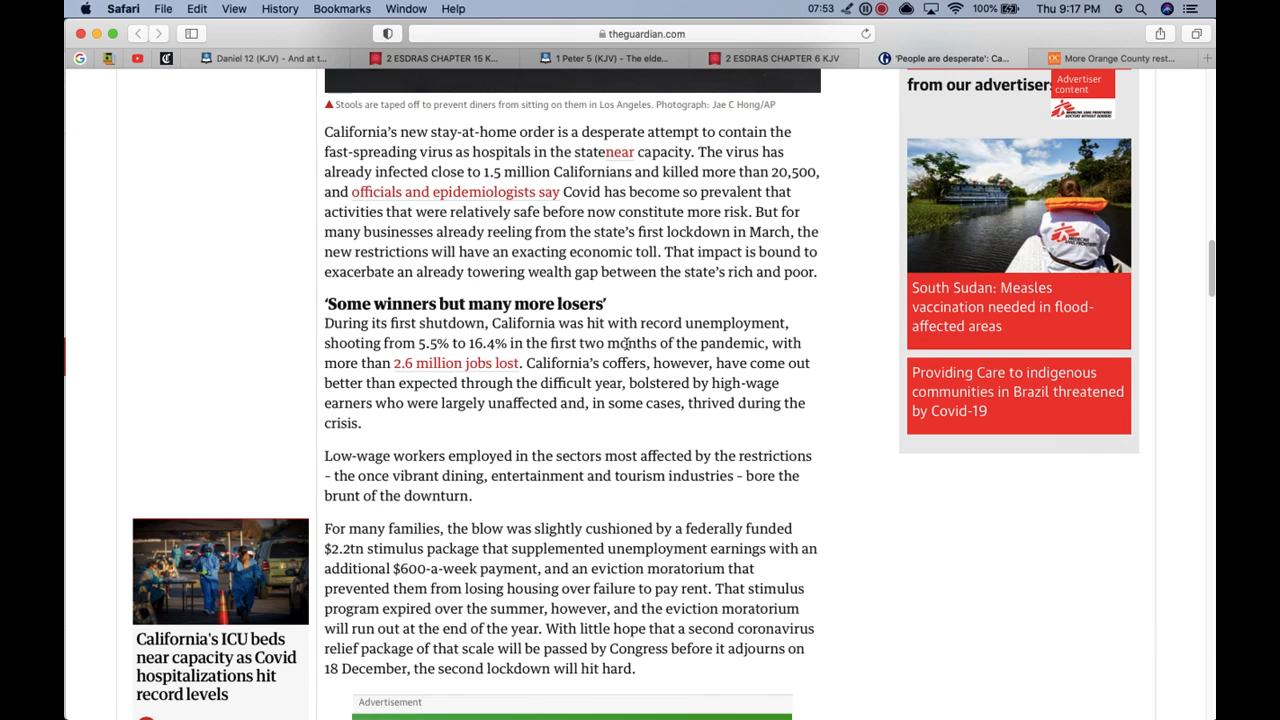 Safari File Edit View History Bookmarks Window Help 07:53 100% Thu 9:17 PM G
theguardian.com
Daniel 12 (KJV) - And at t...
2 ESDRAS CHAPTER 15 K...
1 Peter 5 (KJV) - The elde...
2 ESDRAS CHAPTER 6 KJV
'People are desperate': Ca...
More Orange County rest...
Stools are taped off to prevent diners from sitting on them in Los Angeles. Photograph: Jae C Hong/AP
California's new stay-at-home order is a desperate attempt to contain the
fast-spreading virus as hospitals in the statenear capacity. The virus has
already infected close to 1.5 million Californians and killed more than 20,500,
and officials and epidemiologists say Covid has become so prevalent that
activities that were relatively safe before now constitute more risk. But for
many businesses already reeling from the state's first lockdown in March, the
new restrictions will have an exacting economic toll. That impact is bound to
exacerbate an already towering wealth gap between the state's rich and poor.
'Some winners but many more losers'
During its first shutdown, California was hit with record unemployment,
shooting from 5.5% to 16.4% in the first two months of the pandemic, with
more than 2.6 million jobs lost. California's coffers, however, have come out
better than expected through the difficult year, bolstered by high-wage
earners who were largely unaffected and, in some cases, thrived during the
crisis.
Low-wage workers employed in the sectors most affected by the restrictions
– the once vibrant dining, entertainment and tourism industries – bore the
brunt of the downturn.
For many families, the blow was slightly cushioned by a federally funded
$2.2tn stimulus package that supplemented unemployment earnings with an
additional $600-a-week payment, and an eviction moratorium that
prevented them from losing housing over failure to pay rent. That stimulus
program expired over the summer, however, and the eviction moratorium
will run out at the end of the year. With little hope that a second coronavirus
relief package of that scale will be passed by Congress before it adjourns on
18 December, the second lockdown will hit hard.
Advertisement
California's ICU beds
near capacity as Covid
hospitalizations hit
record levels
from our advertisers
Advertiser
content
South Sudan: Measles
vaccination needed in flood-
affected areas
Providing Care to indigenous
communities in Brazil threatened
by Covid-19